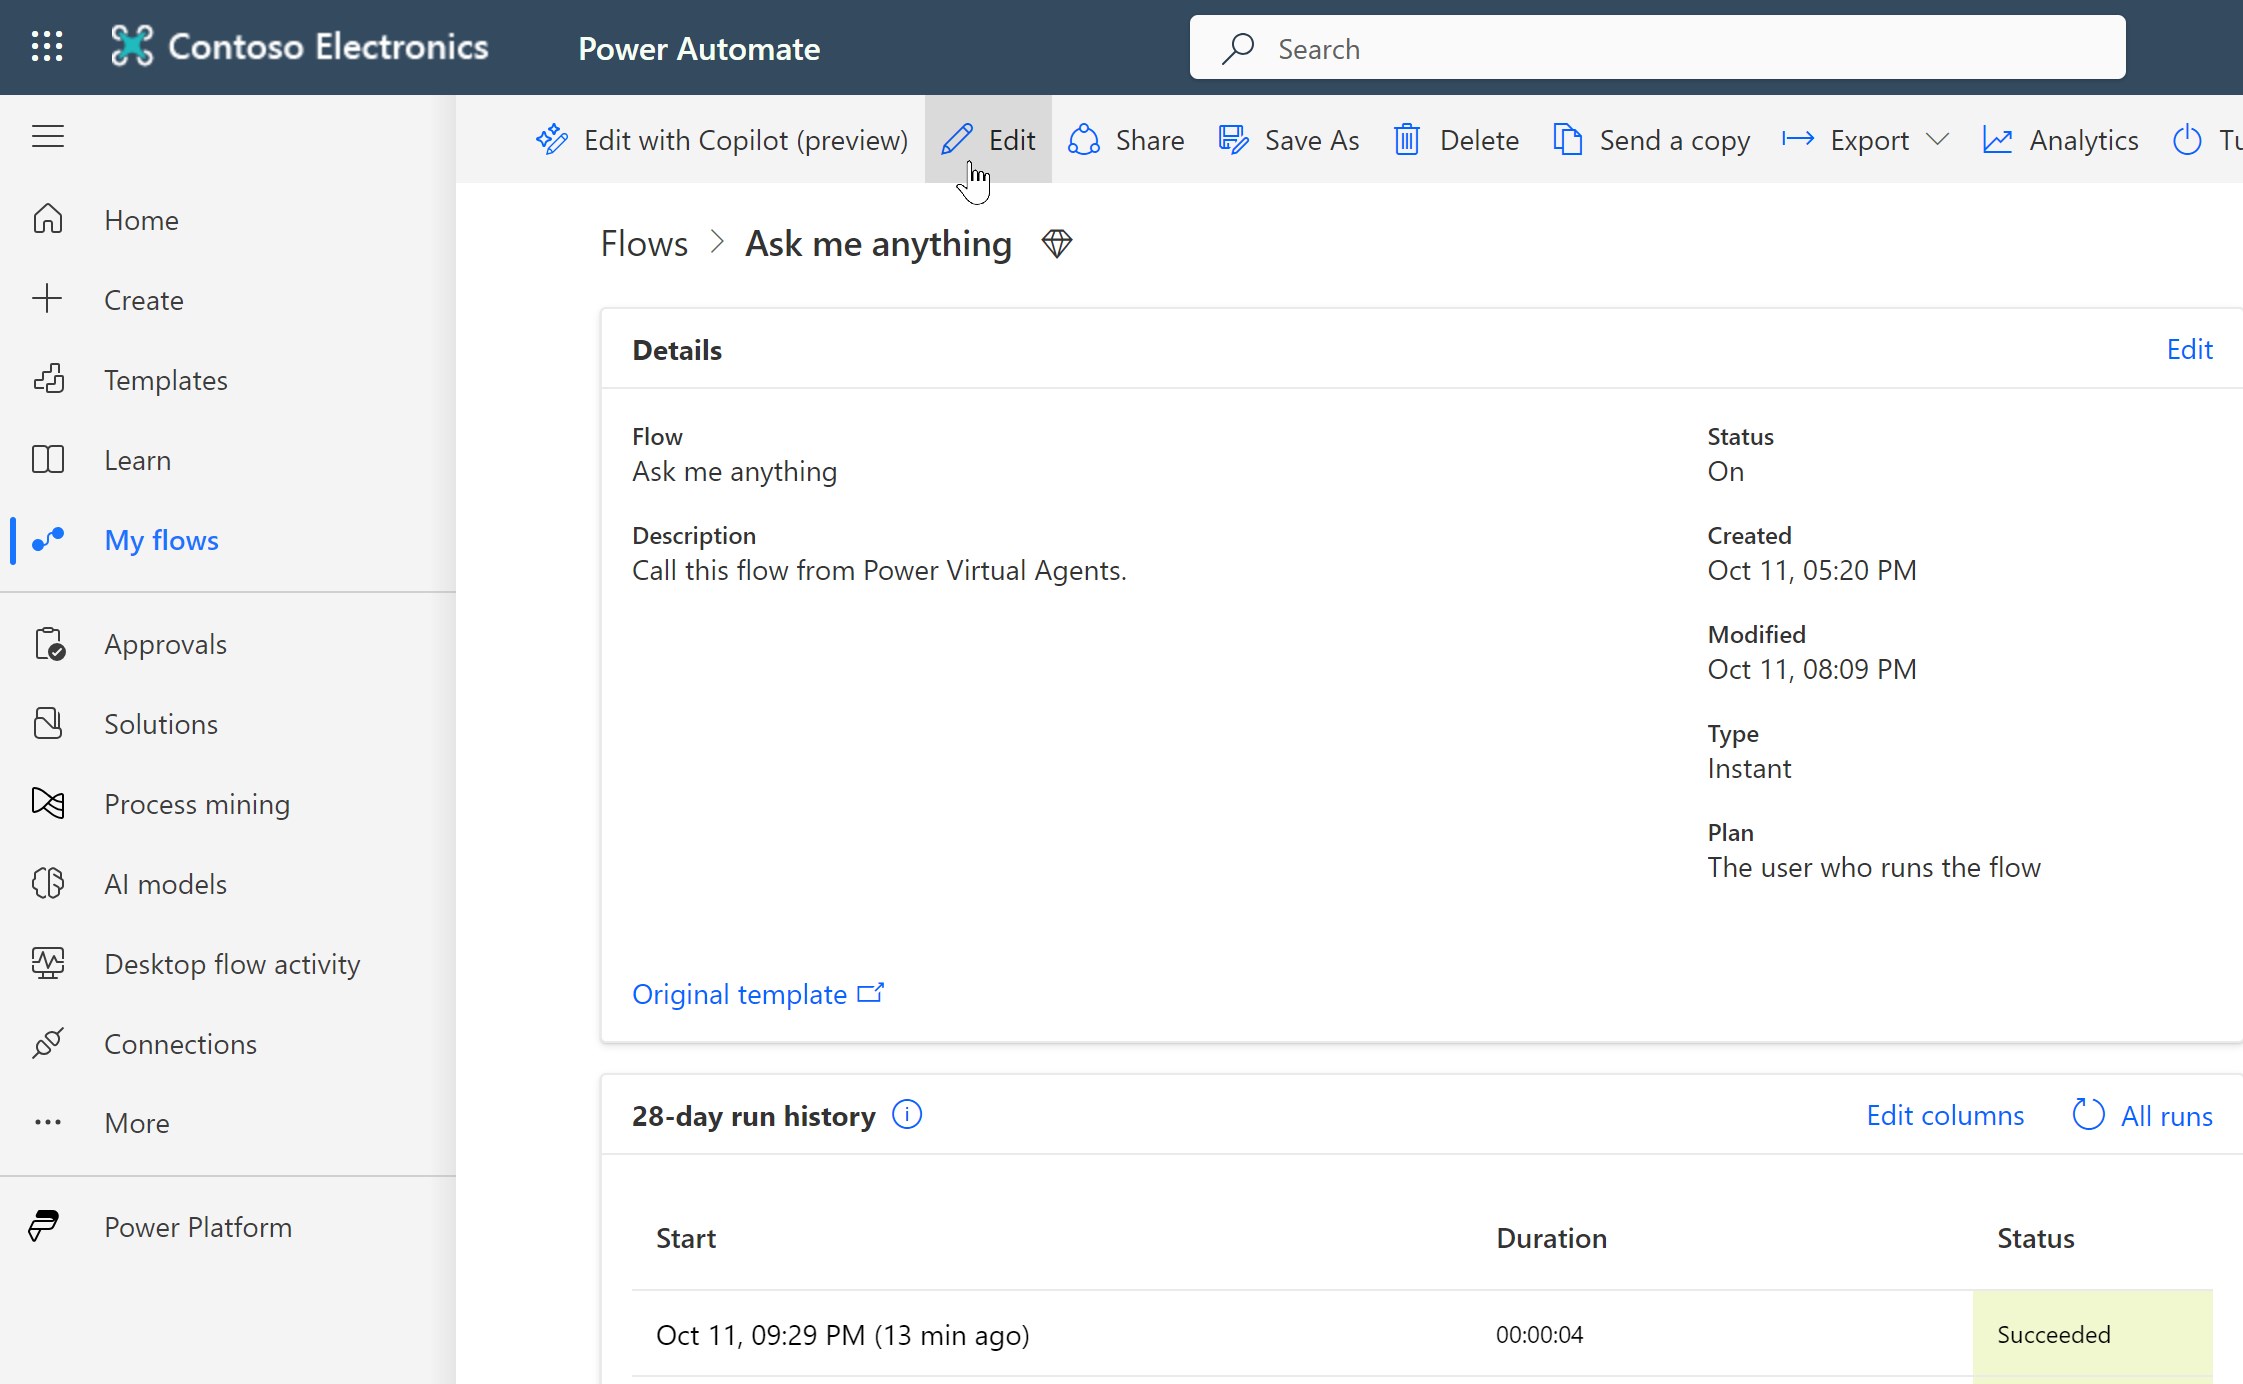 Contoso Electronics
Power Automate
Search
Edit with Copilot (preview)
Edit
Share
Save As
Delete
Send a copy
Export
Analytics
Tu
Home
Create
Templates
Learn
My flows
Approvals
Solutions
Process mining
AI models
Desktop flow activity
Connections
More
Power Platform
Flows > Ask me anything
Details
Edit
Flow
Ask me anything
Description
Call this flow from Power Virtual Agents.
Status
On
Created
Oct 11, 05:20 PM
Modified
Oct 11, 08:09 PM
Type
Instant
Plan
The user who runs the flow
Original template
28-day run history
Edit columns
All runs
Start Duration Status
Oct 11, 09:29 PM (13 min ago) 00:00:04 Succeeded